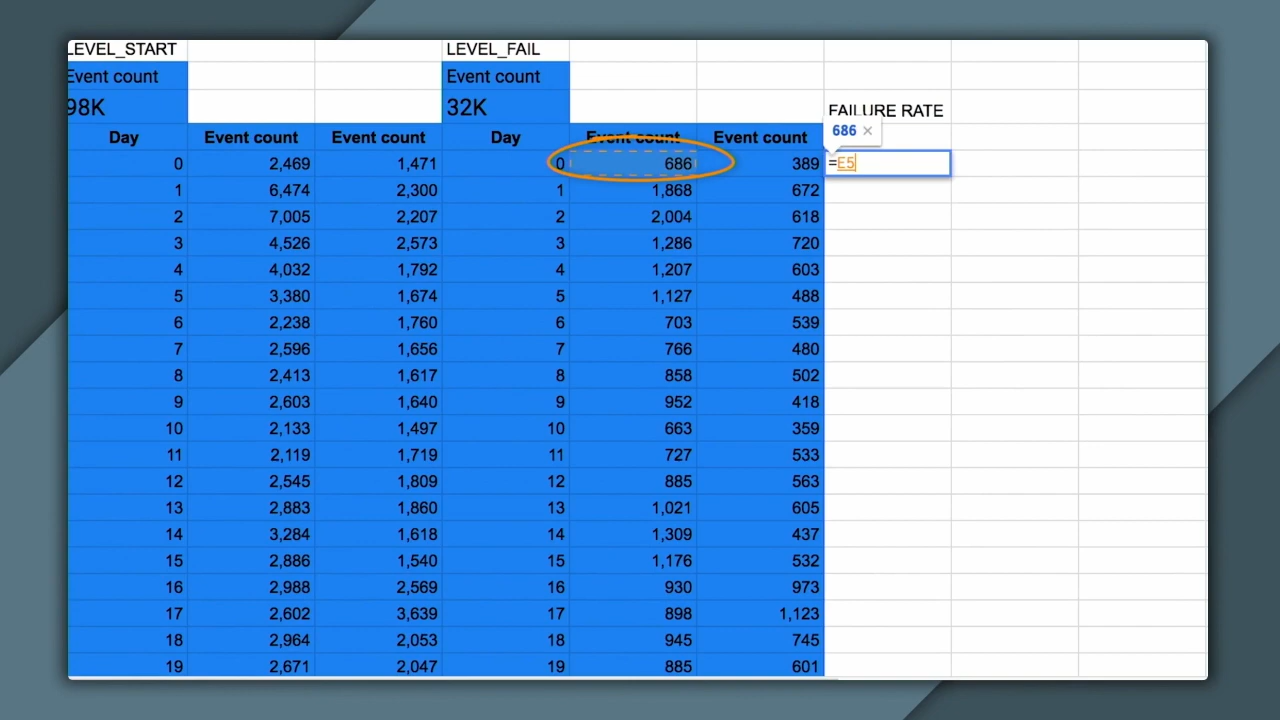 LEVEL_START LEVEL_FAIL
Event count Event count
98K 32K FAILURE RATE
Day Event count Event count Day Event count Event count 686 ×
0 2,469 1,471 0 686 389 =E5
1 6,474 2,300 1 1,868 672
2 7,005 2,207 2 2,004 618
3 4,526 2,573 3 1,286 720
4 4,032 1,792 4 1,207 603
5 3,380 1,674 5 1,127 488
6 2,238 1,760 6 703 539
7 2,596 1,656 7 766 480
8 2,413 1,617 8 858 502
9 2,603 1,640 9 952 418
10 2,133 1,497 10 663 359
11 2,119 1,719 11 727 533
12 2,545 1,809 12 885 563
13 2,883 1,860 13 1,021 605
14 3,284 1,618 14 1,309 437
15 2,886 1,540 15 1,176 532
16 2,988 2,569 16 930 973
17 2,602 3,639 17 898 1,123
18 2,964 2,053 18 945 745
19 2,671 2,047 19 885 601